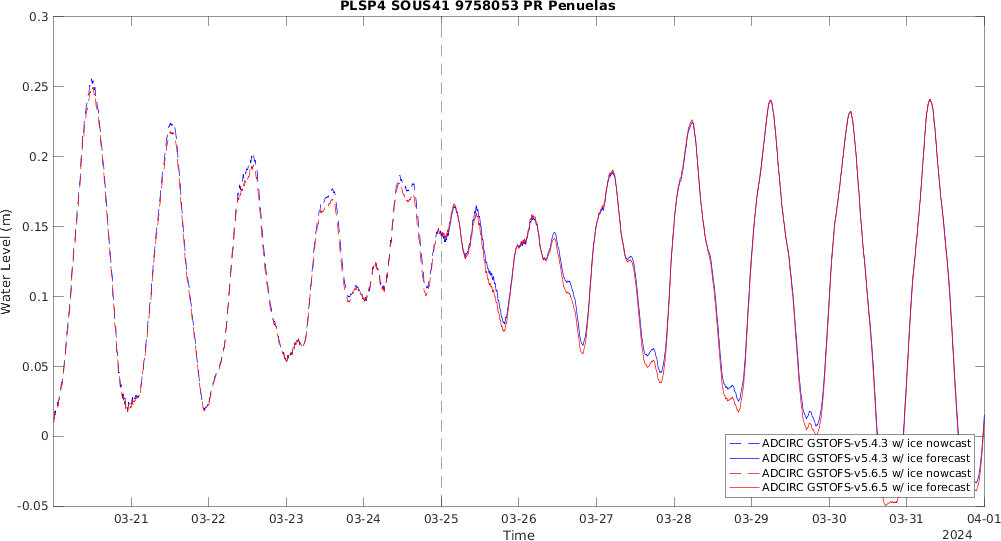 PLSP4 SOUS41 9758053 PR Penuelas
0.3
0.25
0.2
0.15
0.1
0.05
0
-0.05
Water Level (m)
03-21 03-22 03-23 03-24 03-25 03-26 03-27 03-28 03-29 03-30 03-31 04-01
Time
2024
ADCIRC GSTOFS-v5.4.3 w/ ice nowcast
ADCIRC GSTOFS-v5.4.3 w/ ice forecast
ADCIRC GSTOFS-v5.6.5 w/ ice nowcast
ADCIRC GSTOFS-v5.6.5 w/ ice forecast